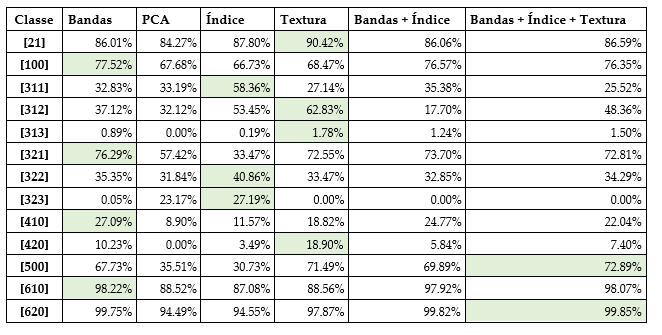 Classe Bandas PCA Índice Textura Bandas + Índice Bandas + Índice + Textura
[21] 86.01% 84.27% 87.80% 90.42% 86.06% 86.59%
[100] 77.52% 67.68% 66.73% 68.47% 76.57% 76.35%
[311] 32.83% 33.19% 58.36% 27.14% 35.38% 25.52%
[312] 37.12% 32.12% 53.45% 62.83% 17.70% 48.36%
[313] 0.89% 0.00% 0.19% 1.78% 1.24% 1.50%
[321] 76.29% 57.42% 33.47% 72.55% 73.70% 72.81%
[322] 35.35% 31.84% 40.86% 33.47% 32.85% 34.29%
[323] 0.05% 23.17% 27.19% 0.00% 0.00% 0.00%
[410] 27.09% 8.90% 11.57% 18.82% 24.77% 22.04%
[420] 10.23% 0.00% 3.49% 18.90% 5.84% 7.40%
[500] 67.73% 35.51% 30.73% 71.49% 69.89% 72.89%
[610] 98.22% 88.52% 87.08% 88.56% 97.92% 98.07%
[620] 99.75% 94.49% 94.55% 97.87% 99.82% 99.85%